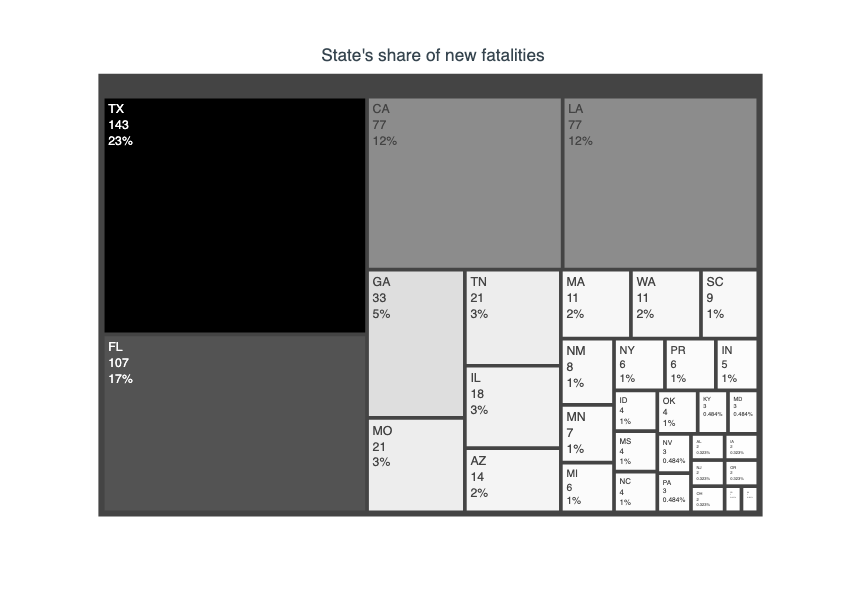 State's share of new fatalities
TX
143
23%
FL
107
17%
CA
77
12%
LA
77
12%
GA
33
5%
MO
21
3%
TN
21
3%
IL
18
3%
AZ
14
2%
MA
11
2%
WA
11
2%
SC
9
1%
NM
8
1%
MN
7
1%
MI
6
1%
NY
6
1%
PR
6
1%
IN
5
1%
ID
4
1%
MS
4
1%
NC
4
1%
OK
4
1%
NV
3
0.484%
PA
3
0.484%
KY
3
0.484%
MD
3
0.484%
AL
2
0.323%
IA
2
0.323%
NJ
2
0.323%
OR
2
0.323%
OH
2
0.323%